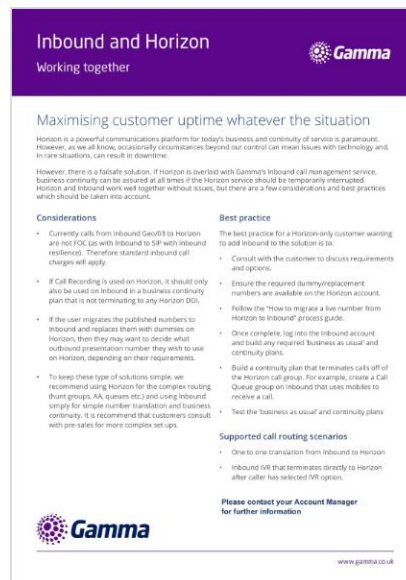 Inbound and Horizon
Working together
Gamma
Maximising customer uptime whatever the situation
Horizon is a powerful communications platform for today's business and continuity of service is paramount.
However, as we all know, occasionally circumstances beyond our control can mean issues with technology and,
in rare situations, can result in downtime.
However, there is a failsafe solution. If Horizon is overlaid with Gamma's Inbound call management service,
business continuity can be assured at all times if the Horizon service should be temporarily interrupted.
Horizon and Inbound work well together without issues, but there are a few considerations and best practices
which should be taken into account.
Considerations
• Currently calls from Inbound Geo/03 to Horizon
are not FOC (as with Inbound to SIP with Inbound
resilience). Therefore standard inbound call
charges will apply.
• If Call Recording is used on Horizon, it should only
also be used on Inbound in a business continuity
plan that is not terminating to any Horizon DDI.
• If the user migrates the published numbers to
Inbound and replaces them with dummies on
Horizon, then they may want to decide what
outbound presentation number they wish to use
on Horizon, depending on their requirements.
• To keep these type of solutions simple, we
recommend using Horizon for the complex routing
(hunt groups, AA, queues etc.) and using Inbound
simply for simple number translation and business
continuity. It is recommend that customers consult
with pre-sales for more complex set ups.
Best practice
The best practice for a Horizon-only customer wanting
to add Inbound to the solution is to:
• Consult with the customer to discuss requirements
and options.
• Ensure the required dummy/replacement
numbers are available on the Horizon account.
• Follow the "How to migrate a live number from
Horizon to Inbound" process guide.
• Once complete, log into the Inbound account
and build any required 'business as usual' and
continuity plans.
• Build a continuity plan that terminates calls off of
the Horizon call group. For example, create a Call
Queue group on Inbound that uses mobiles to
receive a call.
• Test the 'business as usual' and continuity plans
Supported call routing scenarios
• One to one translation from Inbound to Horizon
• Inbound IVR that terminates directly to Horizon
after caller has selected IVR option.
Please contact your Account Manager
for further information
Gamma
www.gamma.co.uk